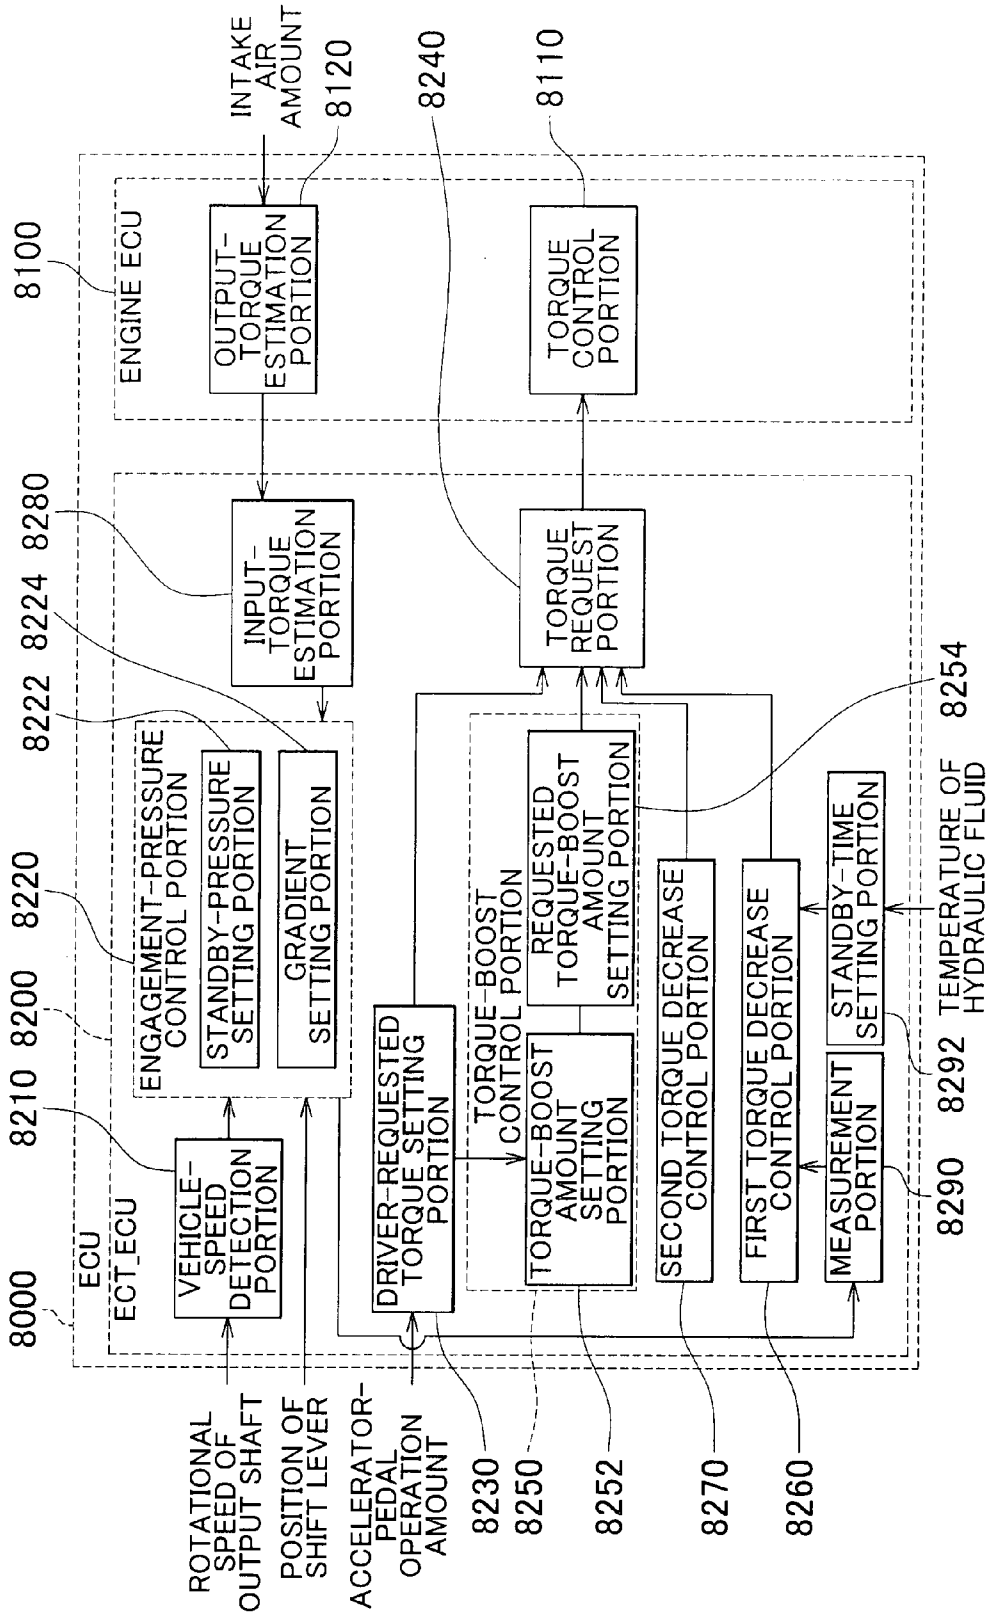 8000
ECU
ECT_ECU
8200
8210
VEHICLE-
SPEED
DETECTION
PORTION
ROTATIONAL
SPEED OF
OUTPUT SHAFT
POSITION OF
SHIFT LEVER
ACCELERATOR-
PEDAL
OPERATION
AMOUNT
8220
ENGAGEMENT-PRESSURE
CONTROL PORTION
8222
STANDBY-PRESSURE
SETTING PORTION
8224
GRADIENT
SETTING PORTION
8280
INPUT-
TORQUE
ESTIMATION
PORTION
8100
ENGINE ECU
OUTPUT-
TORQUE
ESTIMATION
PORTION
INTAKE
AIR
AMOUNT
8120
8240
8110
TORQUE
CONTROL
PORTION
TORQUE
REQUEST
PORTION
DRIVER-REQUESTED
TORQUE SETTING
PORTION
TORQUE-BOOST
CONTROL PORTION
TORQUE-BOOST
AMOUNT
SETTING
PORTION
REQUESTED
TORQUE-BOOST
AMOUNT
SETTING PORTION
SECOND TORQUE DECREASE
CONTROL PORTION
FIRST TORQUE DECREASE
CONTROL PORTION
MEASUREMENT
PORTION
STANDBY-TIME
SETTING PORTION
8254
TEMPERATURE OF
HYDRAULIC FLUID
8292
8290
8230
8250
8252
8270
8260